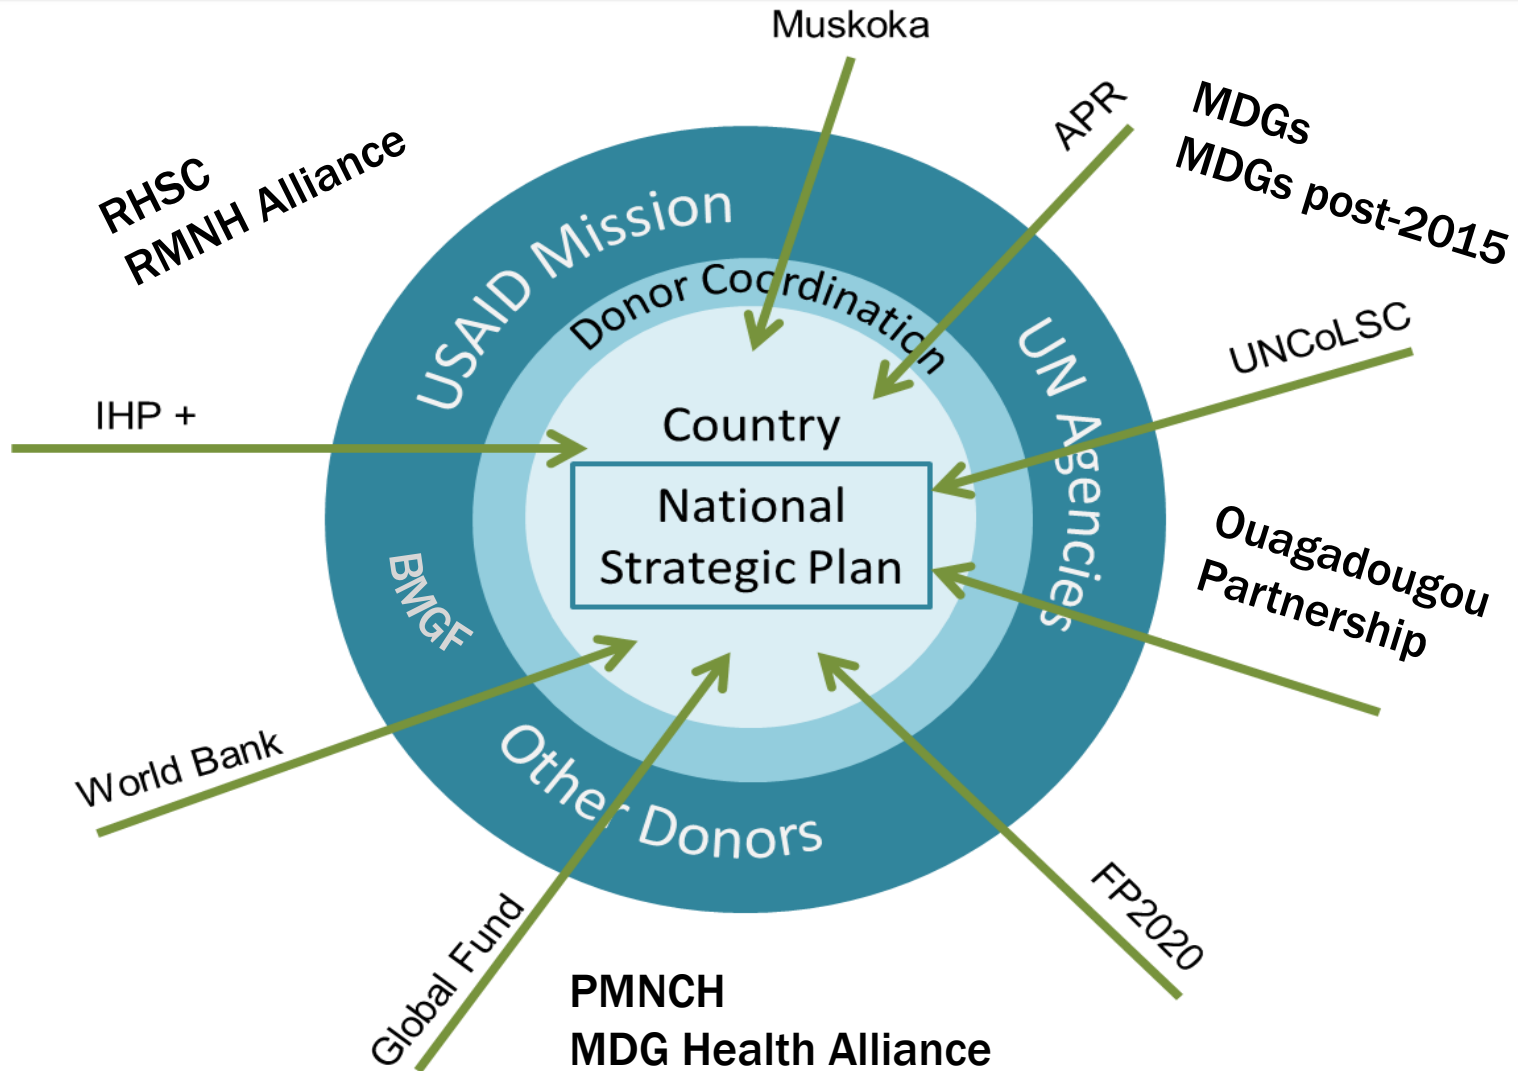 Muskoka
APR
MDGs
MDGs post-2015
RHSC
RMNH Alliance
USAID Mission
Donor Coordination
UN Agencies
UNCoLSC
IHP +
Country
National
Strategic Plan
Ouagadougou
Partnership
BMGF
World Bank
Other Donors
FP2020
Global Fund
PMNCH
MDG Health Alliance